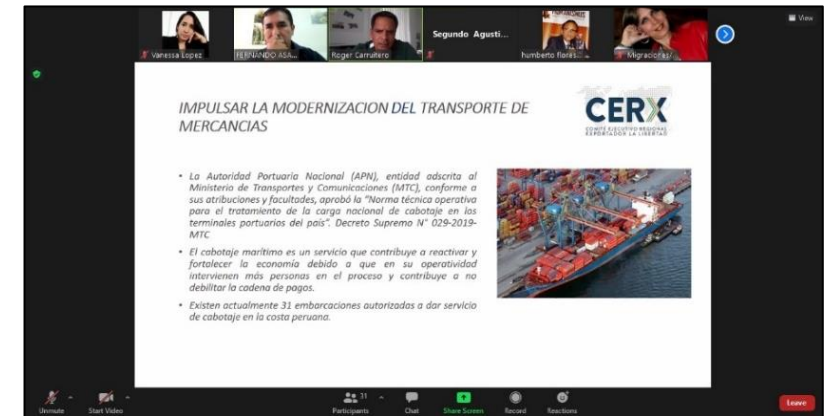 View
Vanessa Lopez
FERNANDO ASA...
Roger Carruitero
Segundo Agusti...
humberto flores...
Migraciones/
IMPULSAR LA MODERNIZACION DEL TRANSPORTE DE
MERCANCIAS
CERX
COMITÉ EJECUTIVO REGIONAL
EXPORTADOR LA LIBERTAD
• La Autoridad Portuaria Nacional (APN), entidad adscrita al
Ministerio de Transportes y Comunicaciones (MTC), conforme a
sus atribuciones y facultades, aprobó la "Norma técnica operativa
para el tratamiento de la carga nacional de cabotaje en los
terminales portuarios del país". Decreto Supremo N° 029-2019-
MTC
• El cabotaje marítimo es un servicio que contribuye a reactivar y
fortalecer la economía debido a que en su operatividad
intervienen más personas en el proceso y contribuye a no
debilitar la cadena de pagos.
• Existen actualmente 31 embarcaciones autorizadas a dar servicio
de cabotaje en la costa peruana.
Unmute
Start Video
31
Participants
Chat
Share Screen
Record
Reactions
Leave